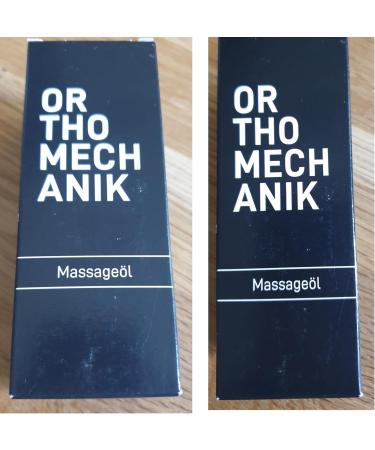 OR
THO
MECH
ANIK
Massageöl
OR
THO
MECH
ANIK
Massageöl